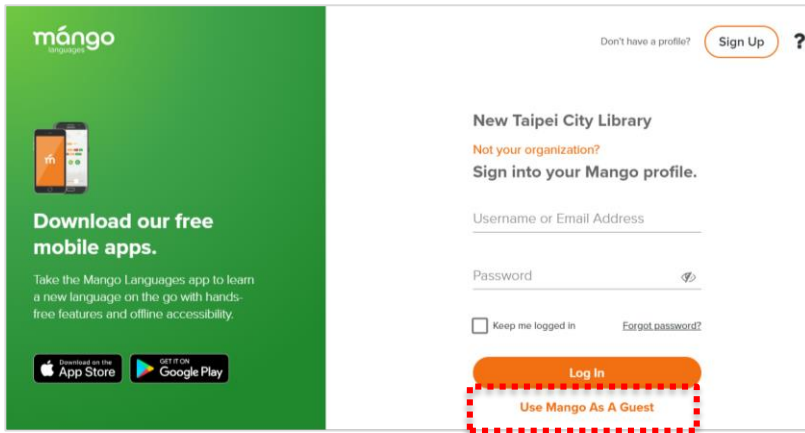 mángo
languages
Download our free
mobile apps.
Take the Mango Languages app to learn
a new language on the go with hands-
free features and offline accessibility.
Download on the
App Store
GET IT ON
Google Play
Don't have a profile?
Sign Up
?
New Taipei City Library
Not your organization?
Sign into your Mango profile.
Username or Email Address
Password
Keep me logged in
Forgot password?
Log In
Use Mango As A Guest